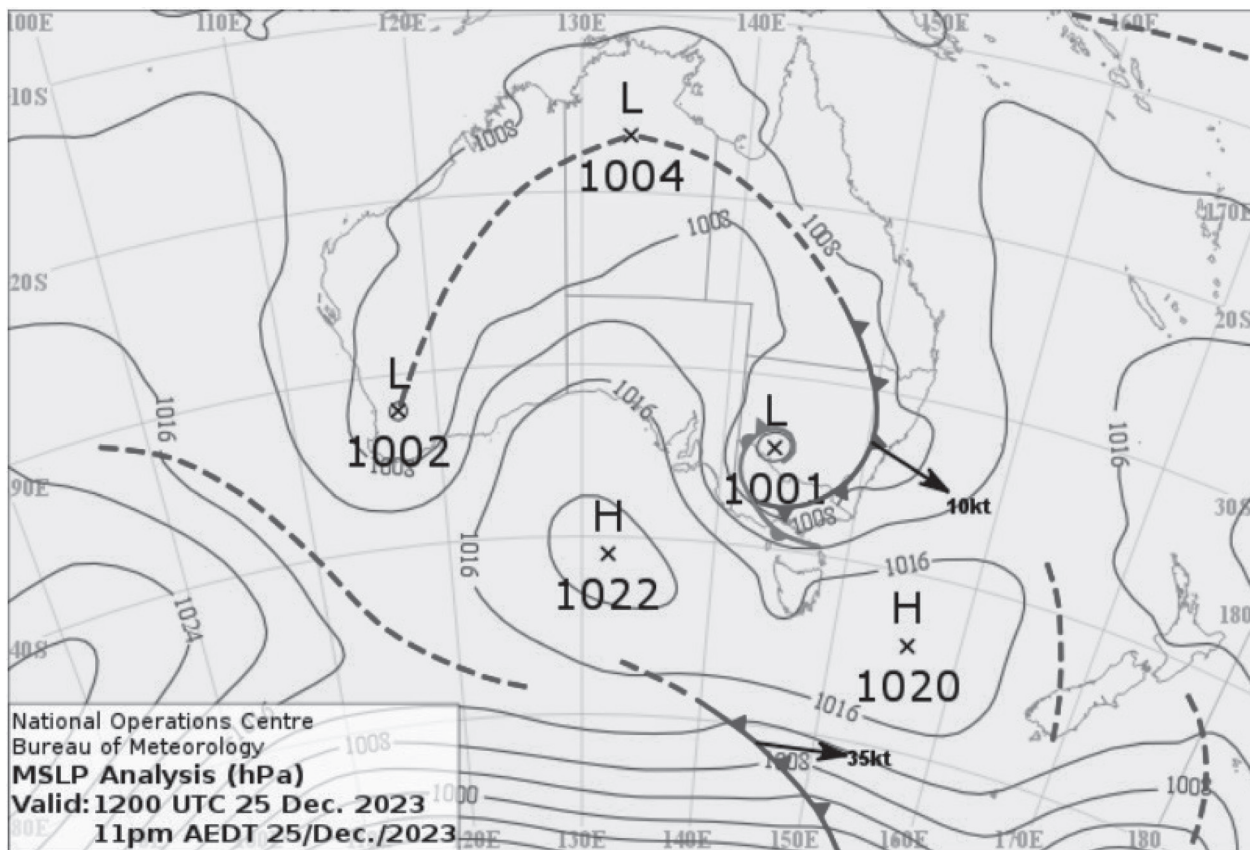 100E 110E 120E 130E 140E 150E 160E
10S
L
1008
1004
170E
1008
1008
20S
20S
L
1016
1016
L
1016
1002
1008
1001
90E
10kt
30S
1008
H
1016
1016
1022
1024
H
180
40S
1020
1016
National Operations Centre
Bureau of Meteorology
1008
MSLP Analysis (hPa)
1008
35kt
1008
Valid: 1200 UTC 25 Dec. 2023
1000
11pm AEDT 25/Dec./2023
80E 120E 130E 140E 150E 160E 170E 180